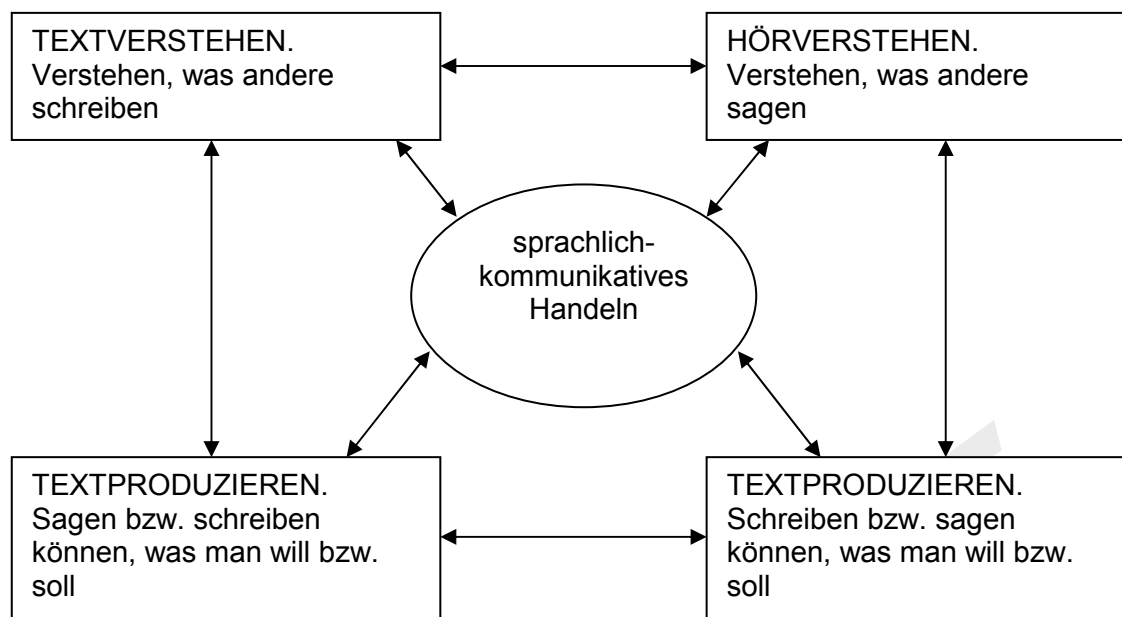 TEXTVERSTEHEN.
Verstehen, was andere
schreiben
HÖRVERSTEHEN.
Verstehen, was andere
sagen
sprachlich-
kommunikatives
Handeln
TEXTPRODUZIEREN.
Sagen bzw. schreiben
können, was man will bzw.
soll
TEXTPRODUZIEREN.
Schreiben bzw. sagen
können, was man will bzw.
soll